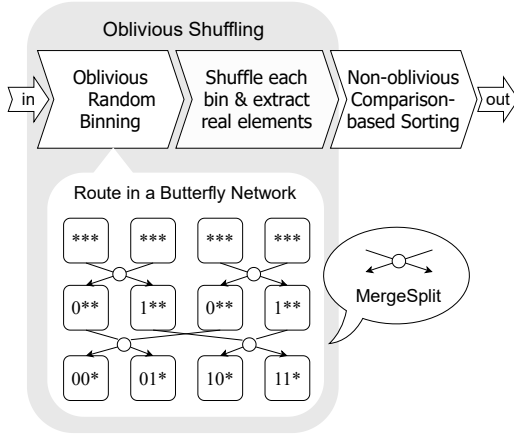 Oblivious Shuffling
in
Oblivious
Random
Binning
Shuffle each
bin & extract
real elements
Non-oblivious
Comparison-
based Sorting
out
Route in a Butterfly Network
*** *** *** ***
0** 1** 0** 1**
MergeSplit
00* 01* 10* 11*